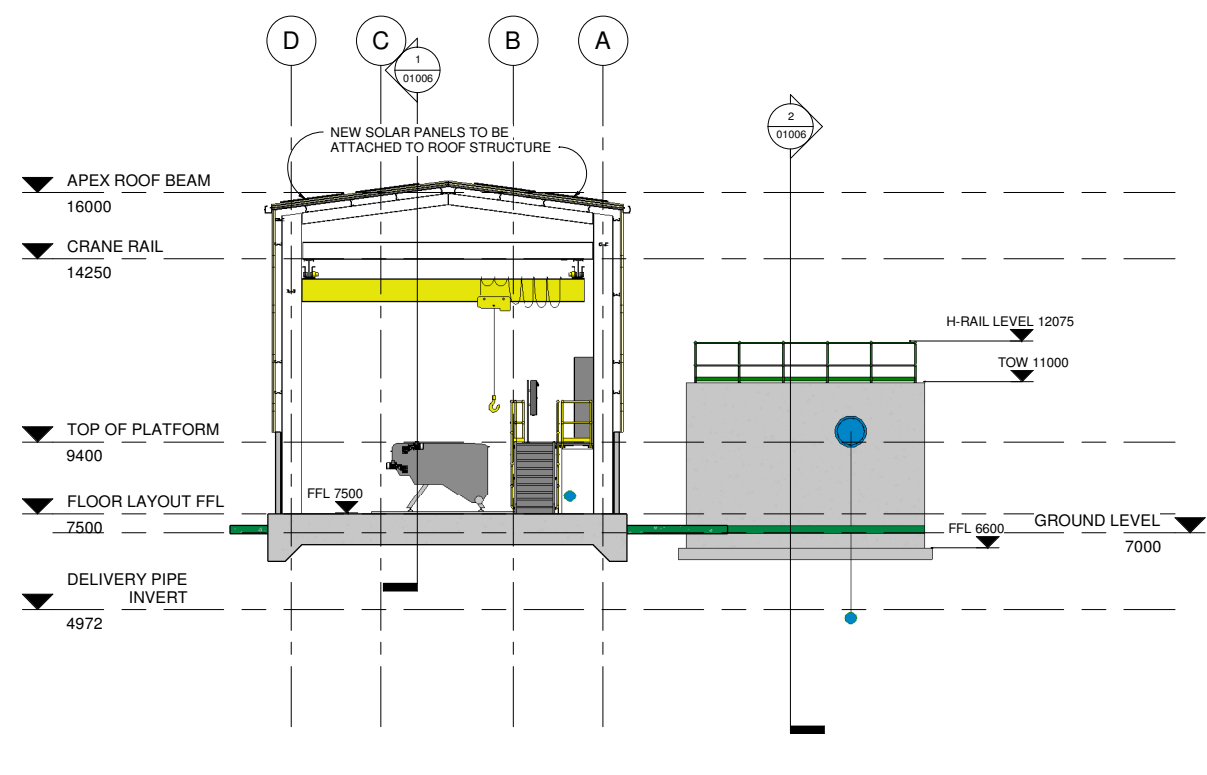 D
C
B
A
1
01006
2
01006
NEW SOLAR PANELS TO BE
ATTACHED TO ROOF STRUCTURE
APEX ROOF BEAM
16000
CRANE RAIL
14250
H-RAIL LEVEL 12075
TOW 11000
TOP OF PLATFORM
9400
FLOOR LAYOUT FFL
7500
FFL 7500
FFL 6600
GROUND LEVEL
7000
DELIVERY PIPE
INVERT
4972